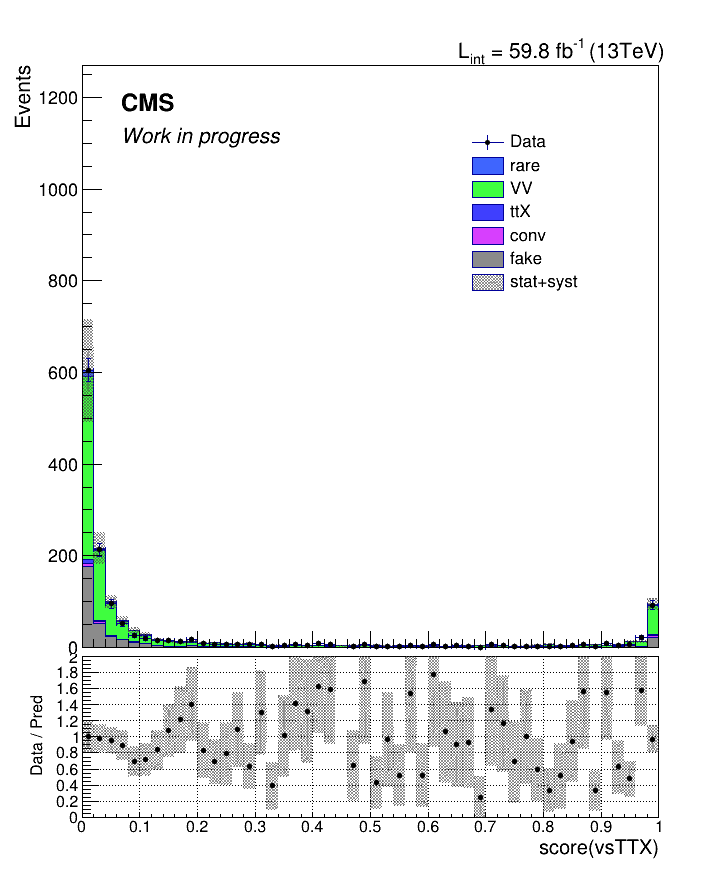 L_int = 59.8 fb^-1 (13TeV)
Events
CMS
Work in progress
1200
1000
800
600
400
200
0
Data
rare
VV
ttX
conv
fake
stat+syst
Data / Pred
2
1.8
1.6
1.4
1.2
1
0.8
0.6
0.4
0.2
0
0 0.1 0.2 0.3 0.4 0.5 0.6 0.7 0.8 0.9 1
score(vsTTX)